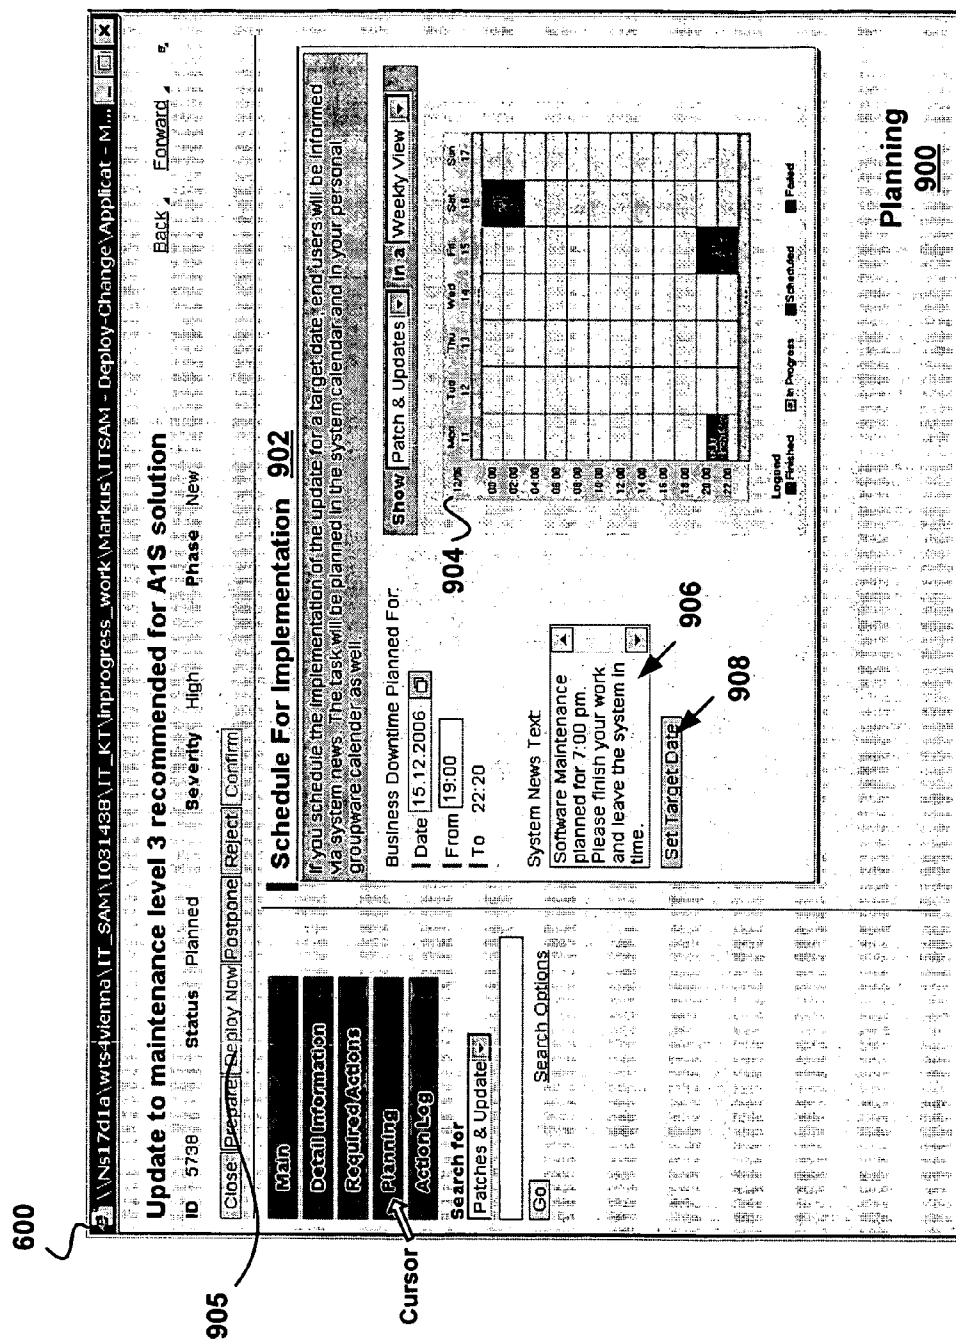 600
\\Ns17d1a\wts4vienna\IT_SAM\I031438\IT_KT\inprogress_work\Markus\ITSAM - Deploy-Change\Applicat - M...
Back Forward
Update to maintenance level 3 recommended for A1S solution
ID 5738 Status Planned Severity High Phase New
Close Prepare Deploy Now Postpone Reject Confirm
905
Main
Detail Information
Required Actions
Planning
Action Log
Cursor
Search for
Patches & Update
Go
Search Options
Schedule For Implementation 902
If you schedule the implementation of the update for a target date, end users will be informed
via system news. The task will be planned in the system calendar and in your personal
groupware calender as well.
Business Downtime Planned For:
Date 15.12.2006
From 19:00
To 22:20
System News Text:
Software Maintenance
planned for 7:00 pm.
Please finish your work
and leave the system in
time.
906
Set Target Date
908
Show Patch & Updates in a Weekly View
904
12/06 Mon 11 Tue 12 Thu 13 Wed 14 Fri 15 Sat 16 Sun 17
00:00
02:00
04:00
06:00
08:00
10:00
12:00
14:00
16:00
18:00
20:00
22:00
Legend
Finished In Progress Scheduled Failed
Planning
900